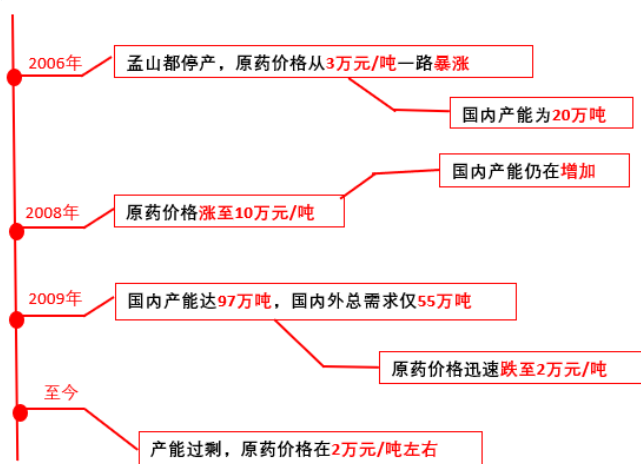 2006年
孟山都停产，原药价格从3万元/吨一路暴涨
国内产能为20万吨
国内产能仍在增加
2008年
原药价格涨至10万元/吨
2009年
国内产能达97万吨，国内外总需求仅55万吨
原药价格迅速跌至2万元/吨
至今
产能过剩，原药价格在2万元/吨左右